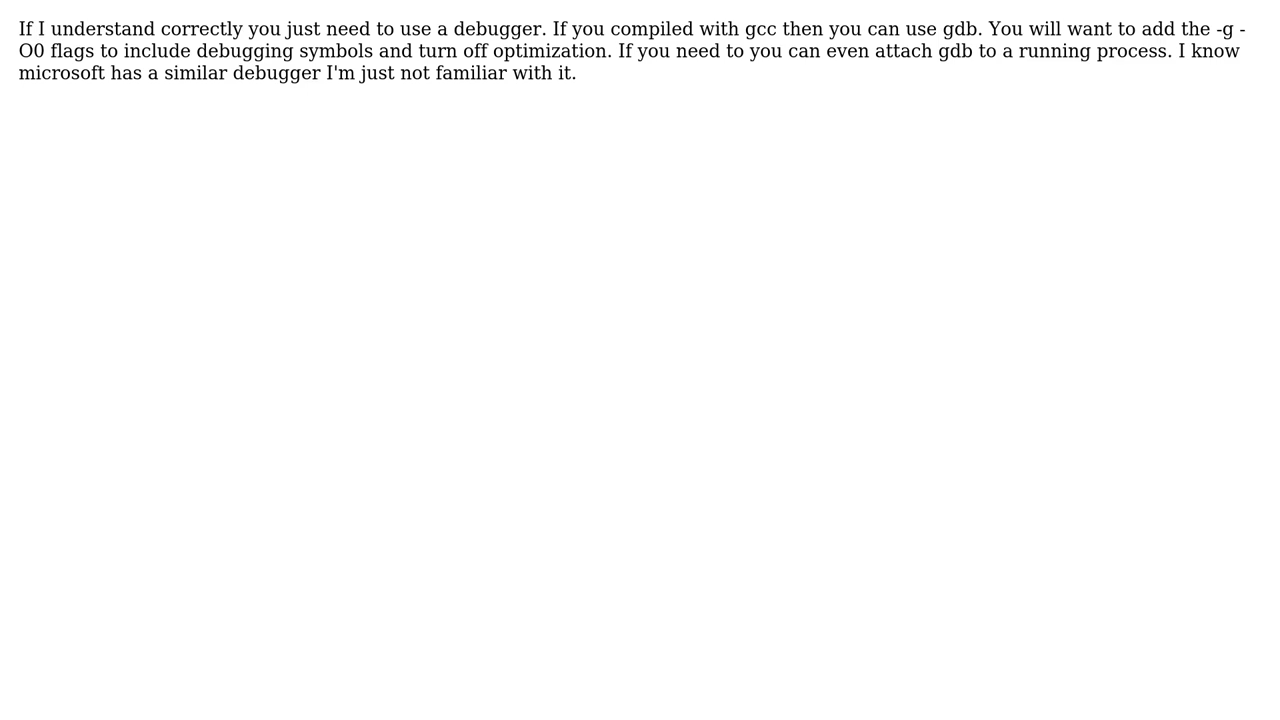 If I understand correctly you just need to use a debugger. If you compiled with gcc then you can use gdb. You will want to add the -g -
O0 flags to include debugging symbols and turn off optimization. If you need to you can even attach gdb to a running process. I know
microsoft has a similar debugger I'm just not familiar with it.